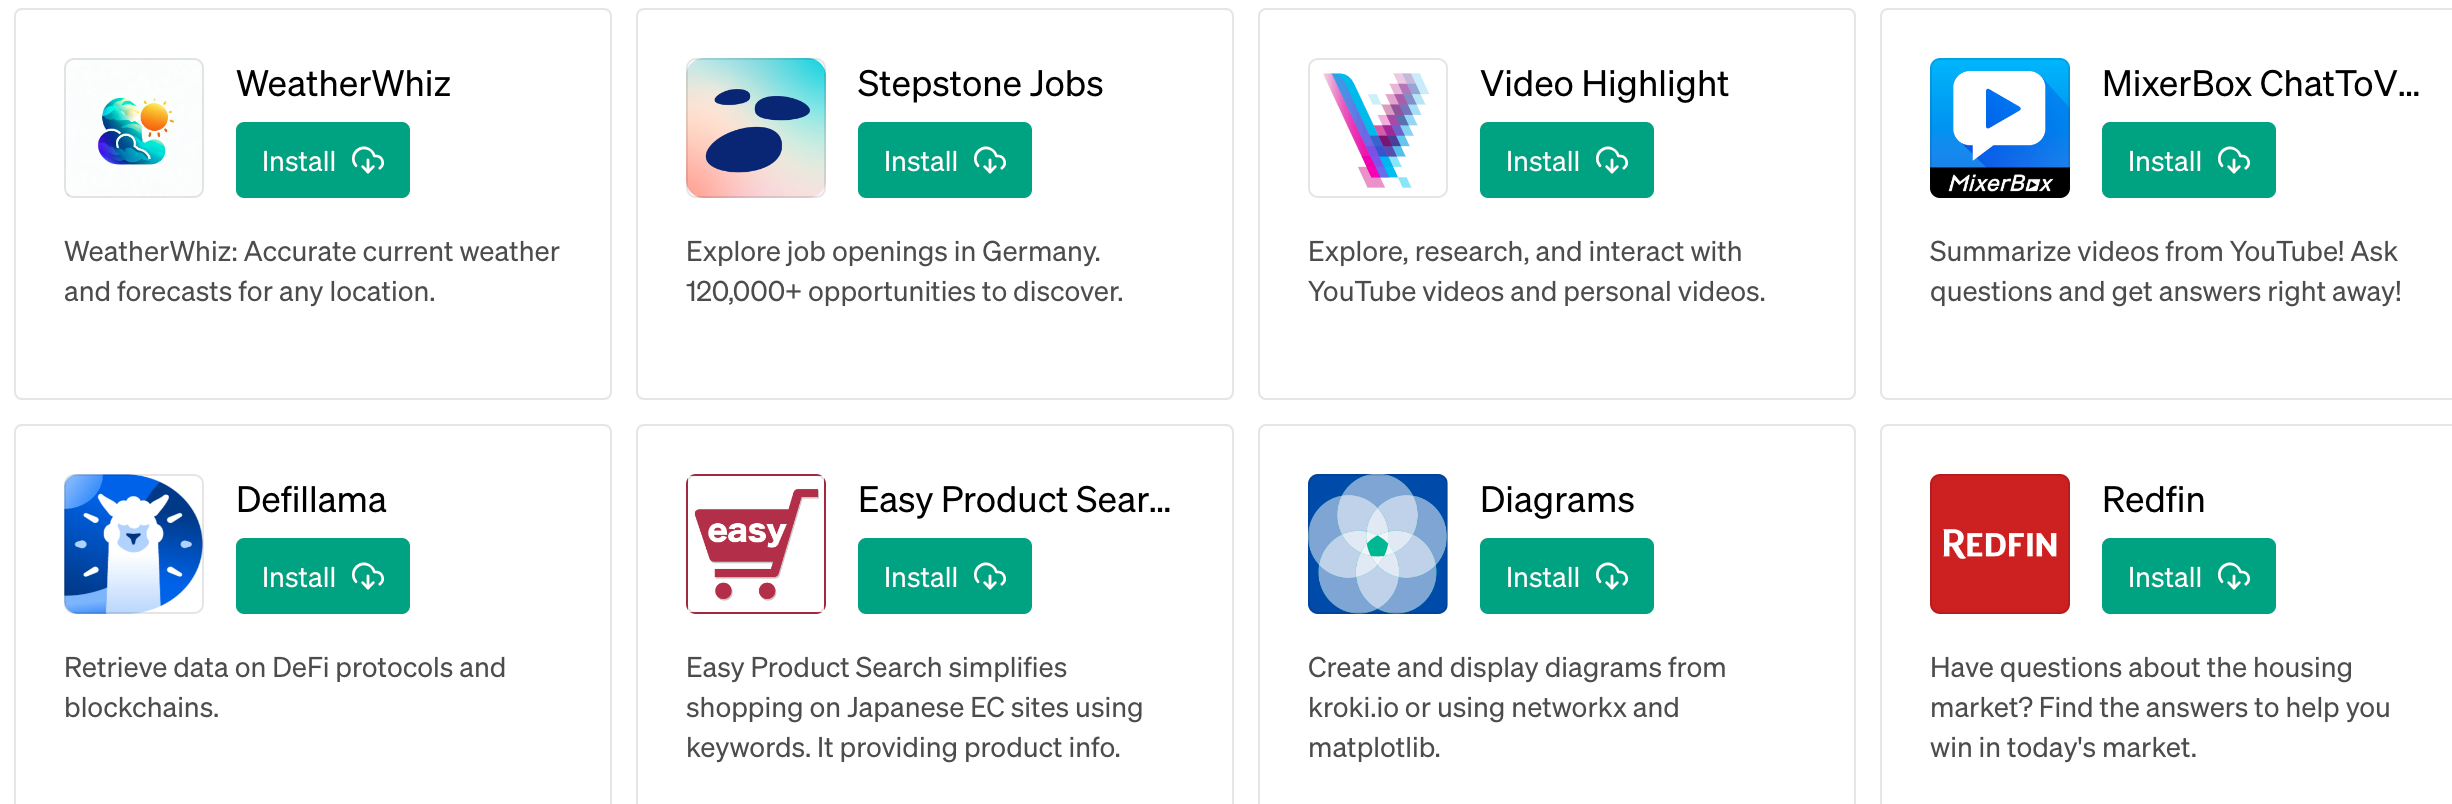 WeatherWhiz
Install
WeatherWhiz: Accurate current weather
and forecasts for any location.
Stepstone Jobs
Install
Explore job openings in Germany.
120,000+ opportunities to discover.
Video Highlight
Install
Explore, research, and interact with
YouTube videos and personal videos.
MixerBox
MixerBox ChatToV...
Install
Summarize videos from YouTube! Ask
questions and get answers right away!
Defillama
Install
Retrieve data on DeFi protocols and
blockchains.
easy
Easy Product Sear...
Install
Easy Product Search simplifies
shopping on Japanese EC sites using
keywords. It providing product info.
Diagrams
Install
Create and display diagrams from
kroki.io or using networkx and
matplotlib.
REDFIN
Redfin
Install
Have questions about the housing
market? Find the answers to help you
win in today's market.